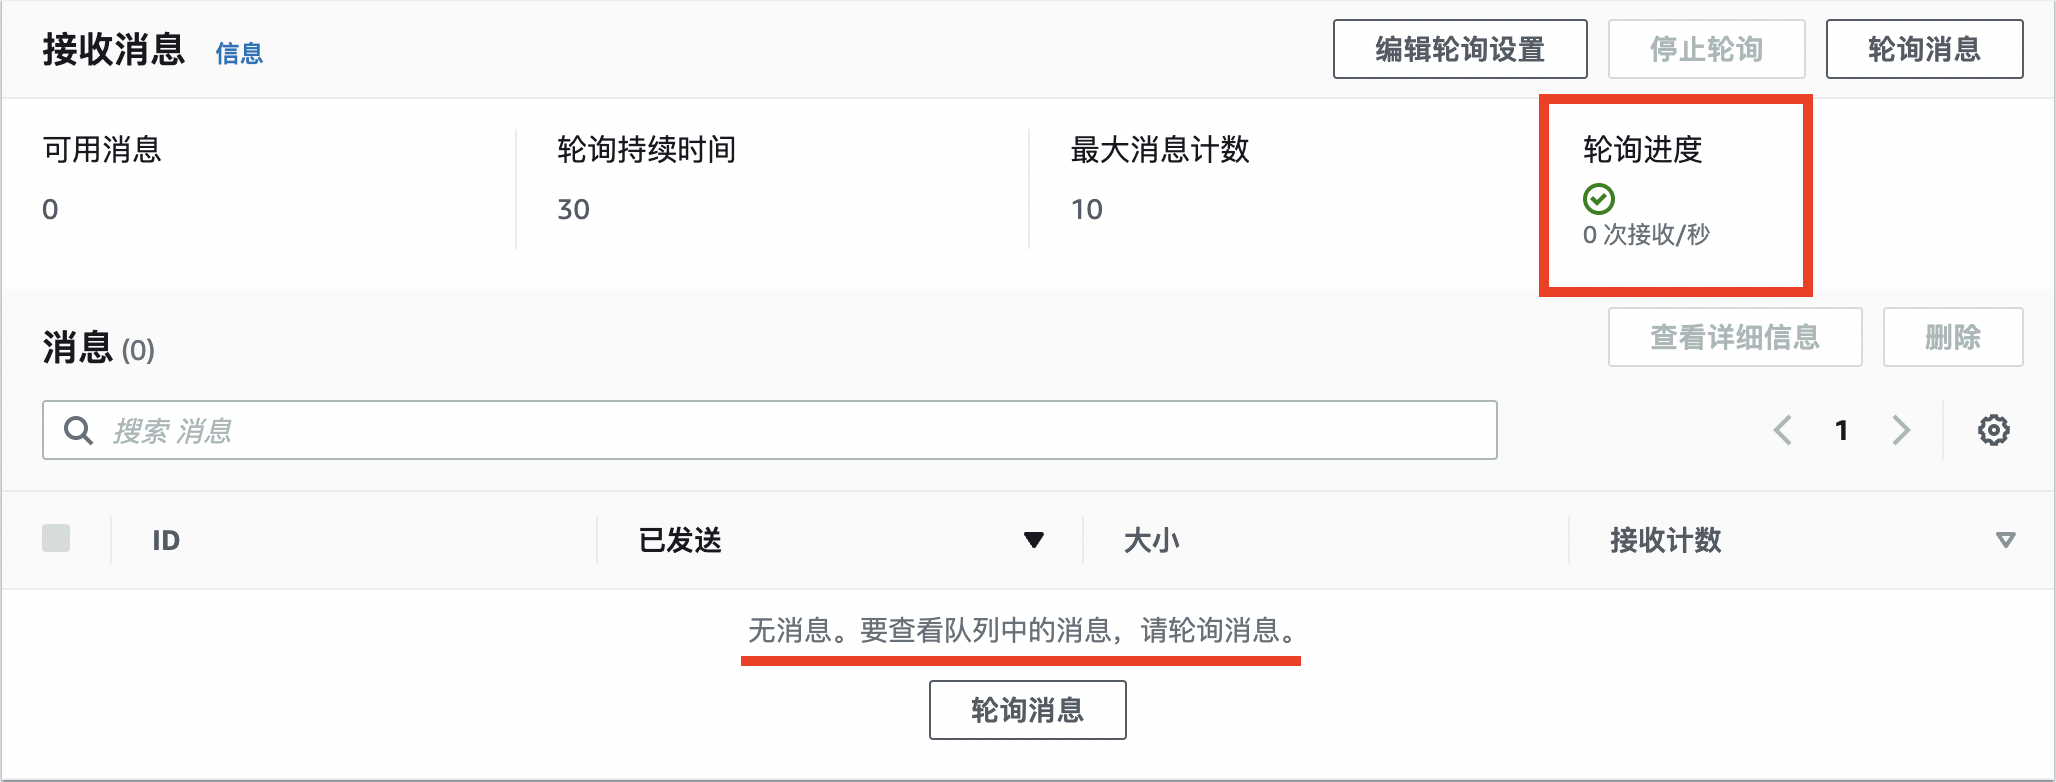 接收消息 信息 编辑轮询设置 停止轮询 轮询消息
可用消息 轮询持续时间 最大消息计数 轮询进度
0 30 10
0 次接收/秒
消息 (0) 查看详细信息 删除
搜索 消息 1
ID 已发送 大小 接收计数
无消息。要查看队列中的消息，请轮询消息。
轮询消息